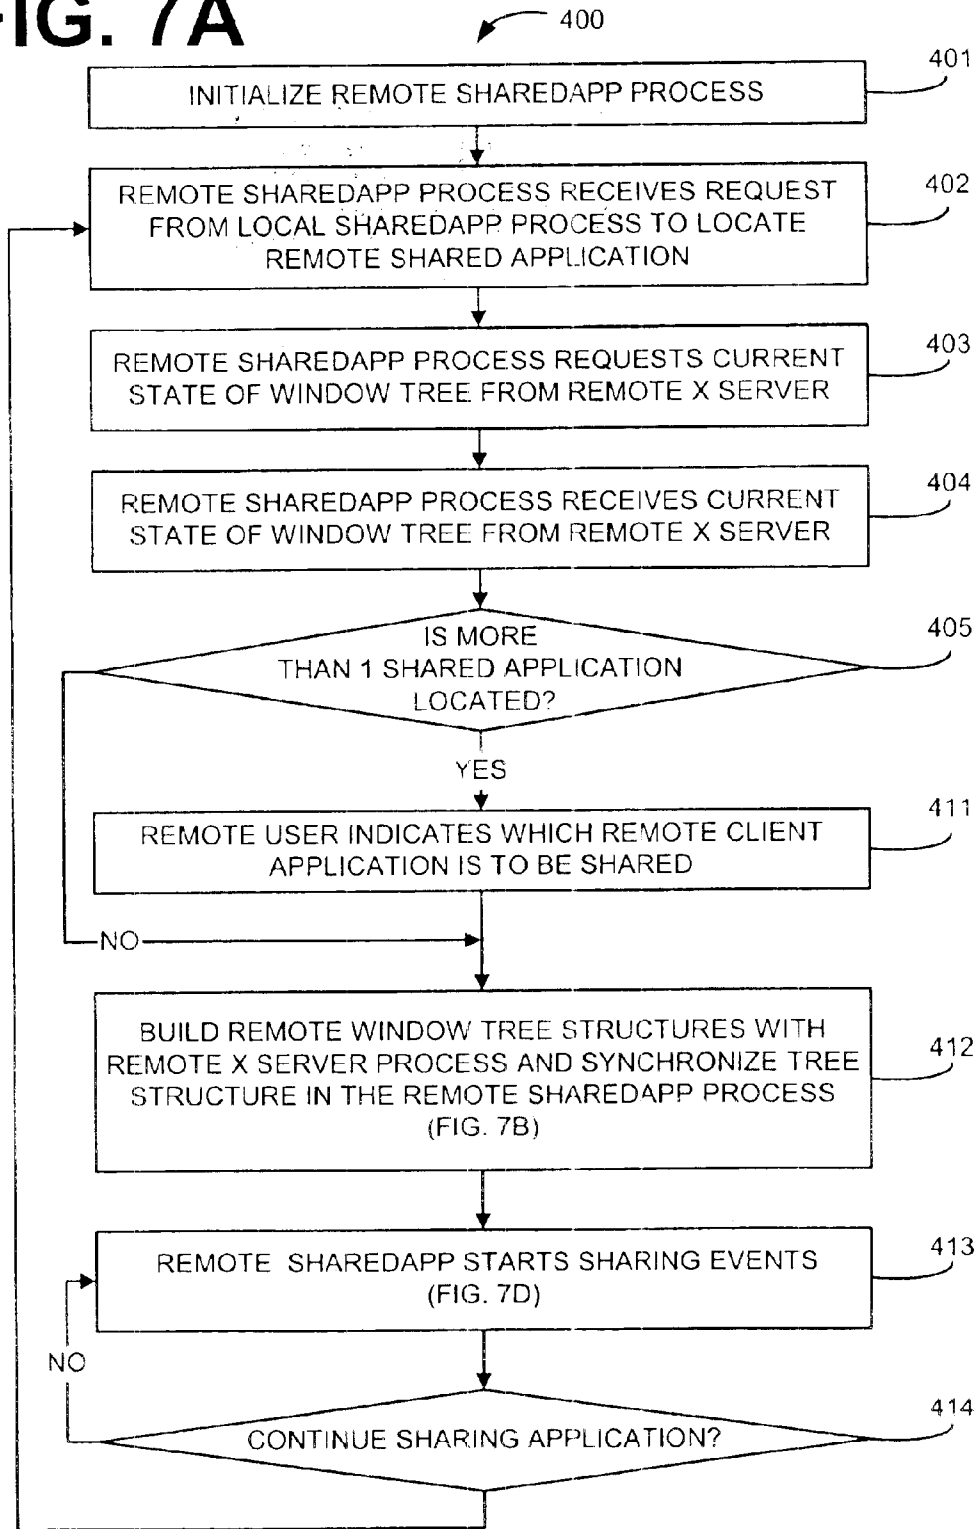 FIG. 7A
400
401
INITIALIZE REMOTE SHAREDAPP PROCESS
402
REMOTE SHAREDAPP PROCESS RECEIVES REQUEST
FROM LOCAL SHAREDAPP PROCESS TO LOCATE
REMOTE SHARED APPLICATION
403
REMOTE SHAREDAPP PROCESS REQUESTS CURRENT
STATE OF WINDOW TREE FROM REMOTE X SERVER
404
REMOTE SHAREDAPP PROCESS RECEIVES CURRENT
STATE OF WINDOW TREE FROM REMOTE X SERVER
405
IS MORE
THAN 1 SHARED APPLICATION
LOCATED?
YES
411
REMOTE USER INDICATES WHICH REMOTE CLIENT
APPLICATION IS TO BE SHARED
NO
412
BUILD REMOTE WINDOW TREE STRUCTURES WITH
REMOTE X SERVER PROCESS AND SYNCHRONIZE TREE
STRUCTURE IN THE REMOTE SHAREDAPP PROCESS
(FIG. 7B)
413
REMOTE SHAREDAPP STARTS SHARING EVENTS
(FIG. 7D)
NO
414
CONTINUE SHARING APPLICATION?